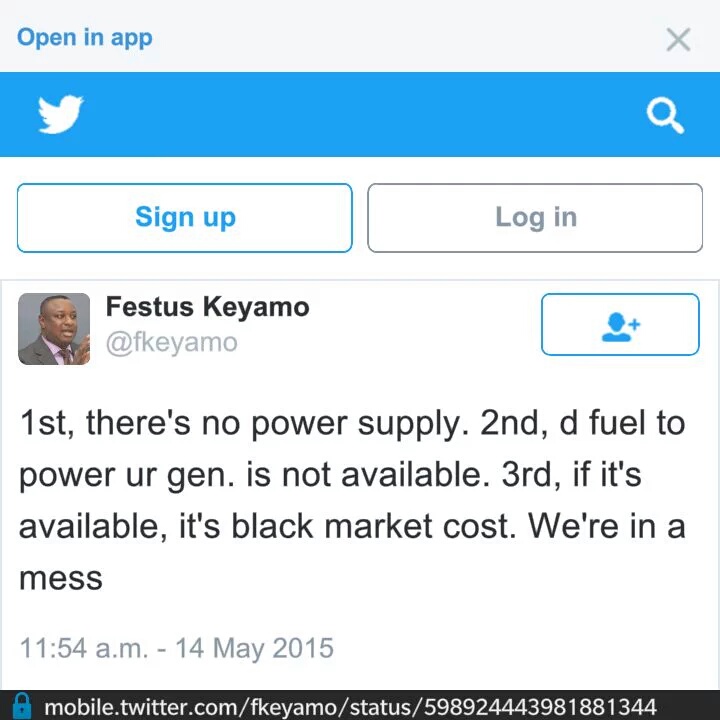 Open in app
Sign up
Log in
Festus Keyamo
@fkeyamo
1st, there's no power supply. 2nd, d fuel to
power ur gen. is not available. 3rd, if it's
available, it's black market cost. We're in a
mess
11:54 a.m. - 14 May 2015
mobile.twitter.com/fkeyamo/status/598924443981881344